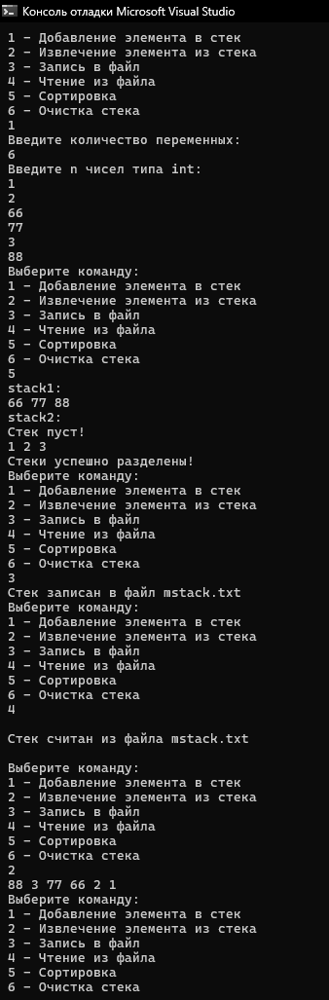 Консоль отладки Microsoft Visual Studio
1 – Добавление элемента в стек
2 – Извлечение элемента из стека
3 – Запись в файл
4 – Чтение из файла
5 – Сортировка
6 – Очистка стека
1
Введите количество переменных:
6
Введите n чисел типа int:
1
2
66
77
3
88
Выберите команду:
1 – Добавление элемента в стек
2 – Извлечение элемента из стека
3 – Запись в файл
4 – Чтение из файла
5 – Сортировка
6 – Очистка стека
5
stack1:
66 77 88
stack2:
Стек пуст!
1 2 3
Стеки успешно разделены!
Выберите команду:
1 – Добавление элемента в стек
2 – Извлечение элемента из стека
3 – Запись в файл
4 – Чтение из файла
5 – Сортировка
6 – Очистка стека
3
Стек записан в файл mstack.txt
Выберите команду:
1 – Добавление элемента в стек
2 – Извлечение элемента из стека
3 – Запись в файл
4 – Чтение из файла
5 – Сортировка
6 – Очистка стека
4
Стек считан из файла mstack.txt
Выберите команду:
1 – Добавление элемента в стек
2 – Извлечение элемента из стека
3 – Запись в файл
4 – Чтение из файла
5 – Сортировка
6 – Очистка стека
2
88 3 77 66 2 1
Выберите команду:
1 – Добавление элемента в стек
2 – Извлечение элемента из стека
3 – Запись в файл
4 – Чтение из файла
5 – Сортировка
6 – Очистка стека